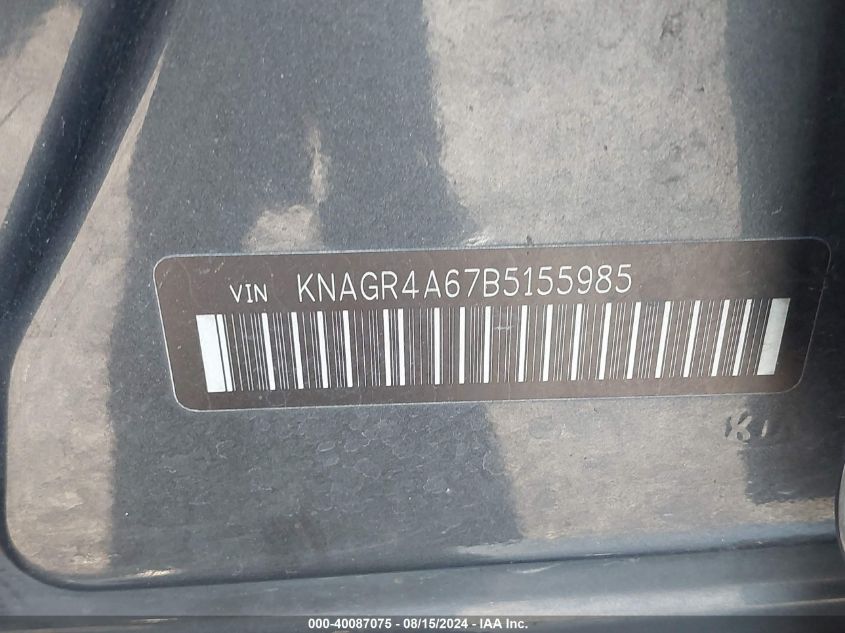 VIN KNAGR4A67B5155985
000-40087075 - 08/15/2024 - IAA Inc.